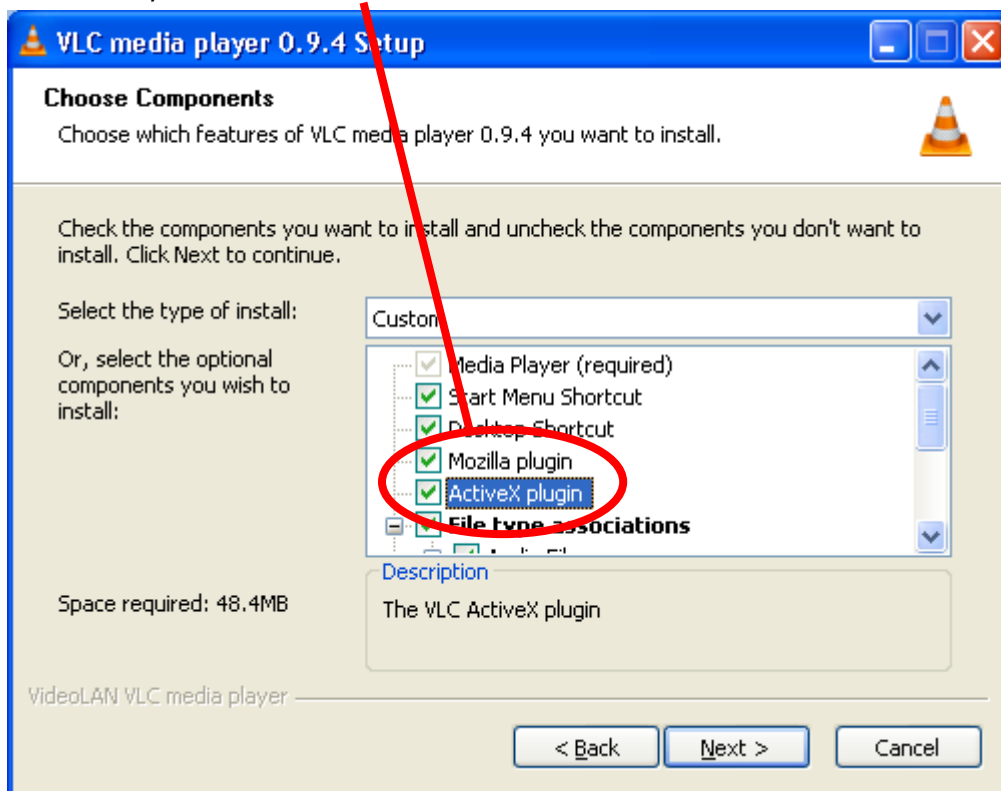 VLC media player 0.9.4 Setup
Choose Components
Choose which features of VLC media player 0.9.4 you want to install.
Check the components you want to install and uncheck the components you don't want to
install. Click Next to continue.
Select the type of install:
Custom
Or, select the optional
components you wish to
install:
Media Player (required)
Start Menu Shortcut
Desktop Shortcut
Mozilla plugin
ActiveX plugin
File type associations
Description
Space required: 48.4MB
The VLC ActiveX plugin
VideoLAN VLC media player
< Back
Next >
Cancel